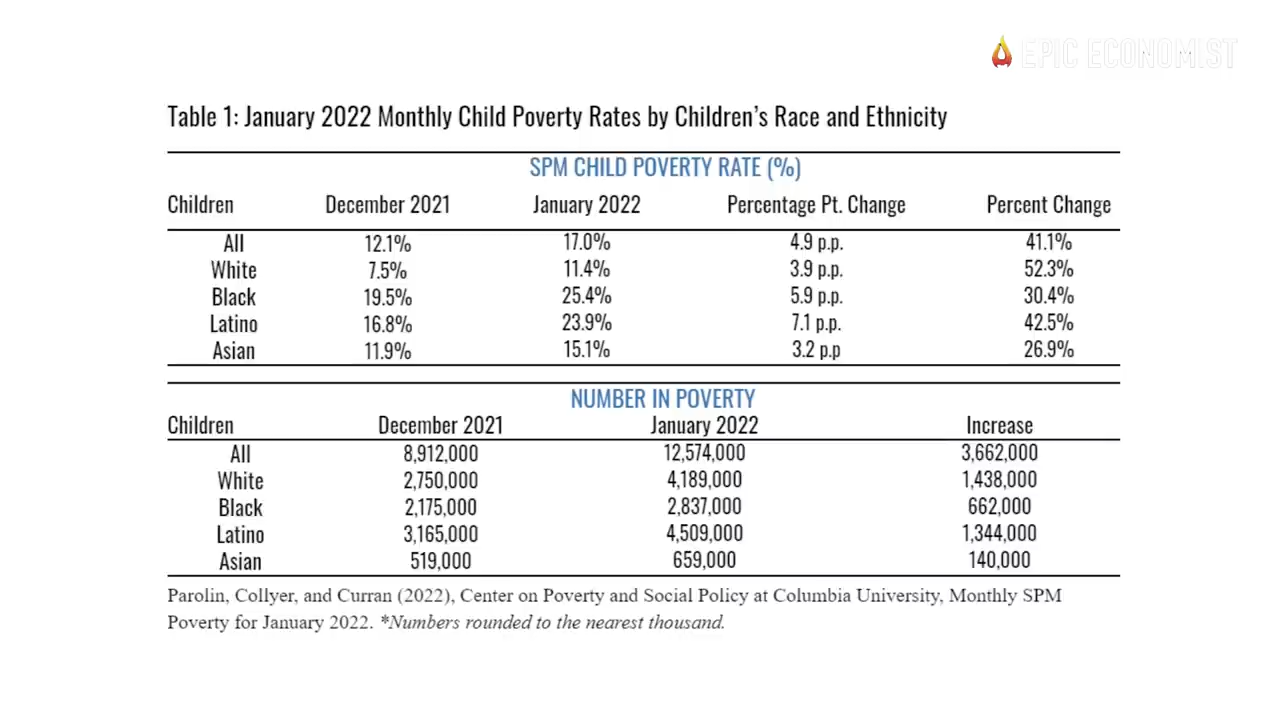 EPIC ECONOMIST
Table 1: January 2022 Monthly Child Poverty Rates by Children's Race and Ethnicity
SPM CHILD POVERTY RATE (%)
Children December 2021 January 2022 Percentage Pt. Change Percent Change
All 12.1% 17.0% 4.9 p.p. 41.1%
White 7.5% 11.4% 3.9 p.p. 52.3%
Black 19.5% 25.4% 5.9 p.p. 30.4%
Latino 16.8% 23.9% 7.1 p.p. 42.5%
Asian 11.9% 15.1% 3.2 p.p 26.9%
NUMBER IN POVERTY
Children December 2021 January 2022 Increase
All 8,912,000 12,574,000 3,662,000
White 2,750,000 4,189,000 1,438,000
Black 2,175,000 2,837,000 662,000
Latino 3,165,000 4,509,000 1,344,000
Asian 519,000 659,000 140,000
Parolin, Collyer, and Curran (2022), Center on Poverty and Social Policy at Columbia University, Monthly SPM
Poverty for January 2022. *Numbers rounded to the nearest thousand.